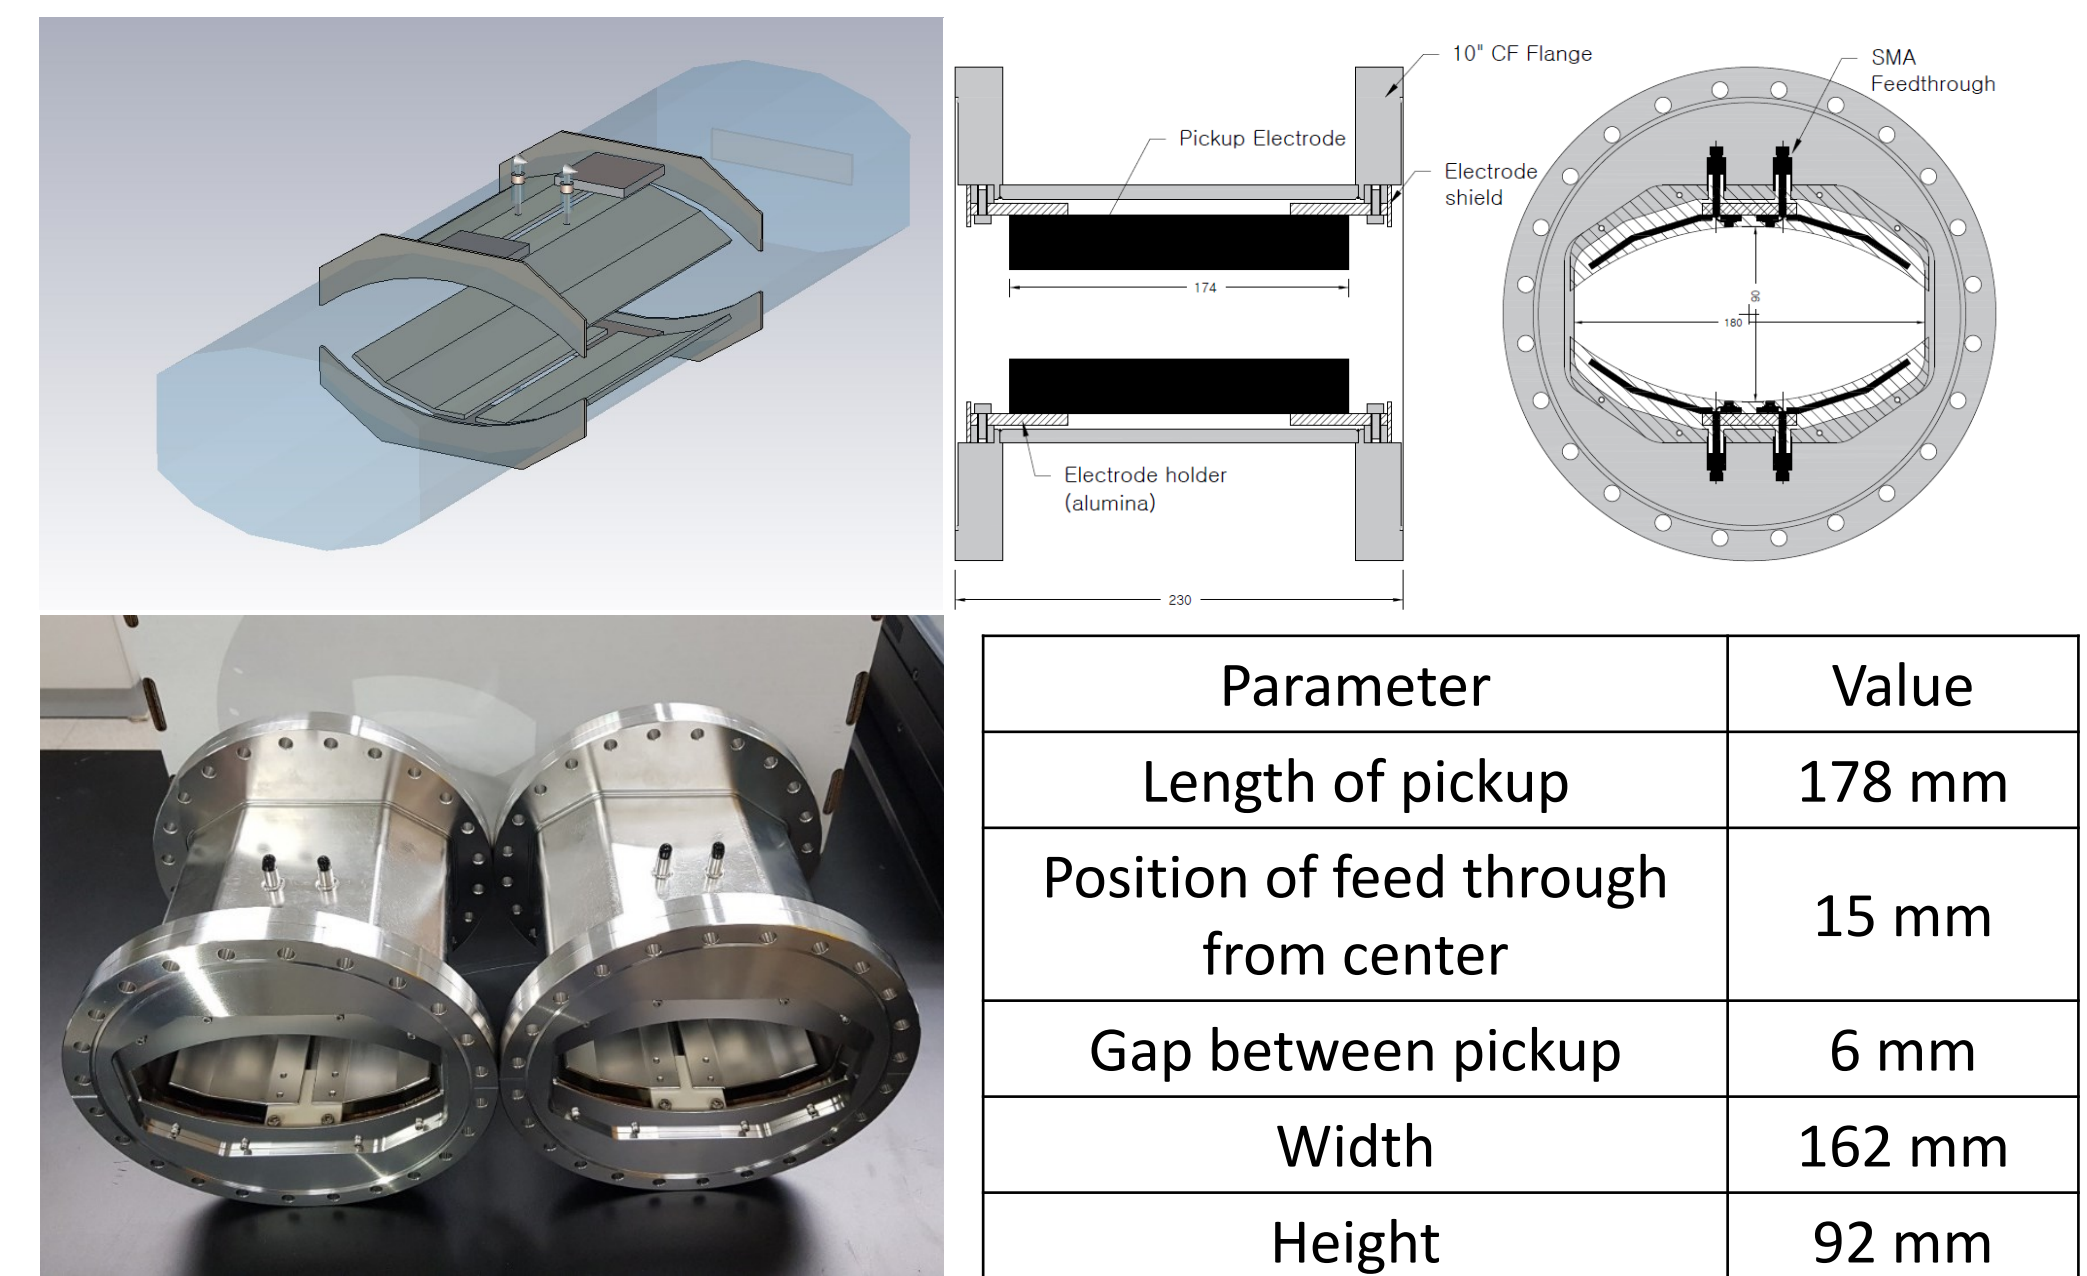 10" CF Flange
SMA
Feedthrough
Pickup Electrode
Electrode
shield
174
180
90
Electrode holder
(alumina)
230
Parameter Value
Length of pickup 178 mm
Position of feed through
from center 15 mm
Gap between pickup 6 mm
Width 162 mm
Height 92 mm